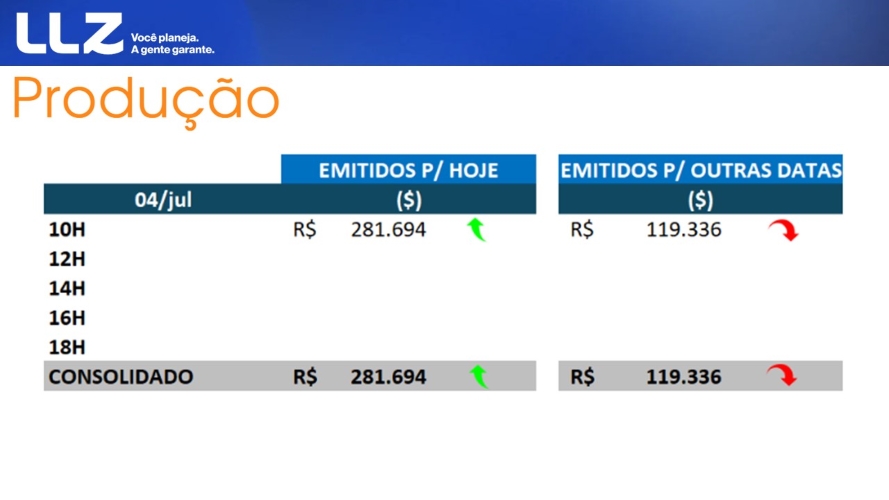 LLZ Você planeja.
A gente garante.
Produção
EMITIDOS P/ HOJE EMITIDOS P/ OUTRAS DATAS
04/jul ($) ($)
10H R$ 281.694 R$ 119.336
12H
14H
16H
18H
CONSOLIDADO R$ 281.694 R$ 119.336